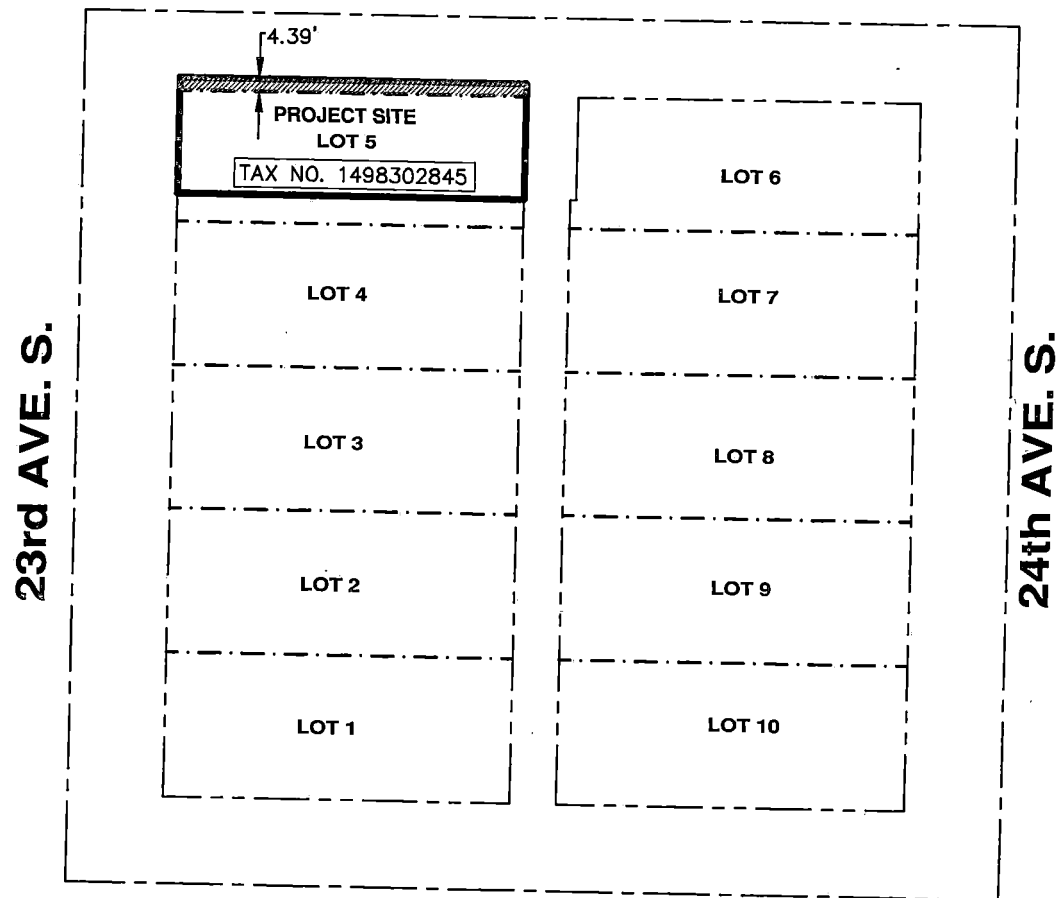 4.39'
PROJECT SITE
LOT 5
TAX NO. 1498302845
LOT 6
LOT 4
LOT 7
LOT 3
LOT 8
LOT 2
LOT 9
LOT 1
LOT 10
23rd AVE. S.
24th AVE. S.